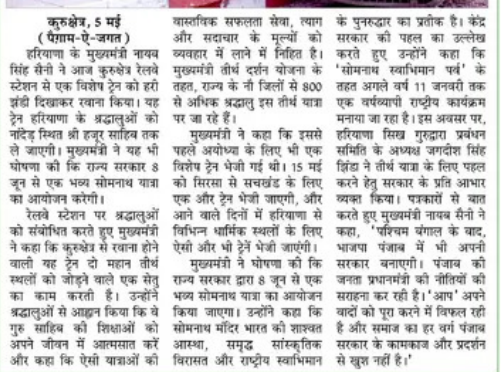 कुरुक्षेत्र, 5 मई
( पैग़ाम-ऐ-जगत )
हरियाणा के मुख्यमंत्री नायब
सिंह सैनी ने आज कुरुक्षेत्र रेलवे
स्टेशन से एक विशेष ट्रेन को हरी
झंडी दिखाकर रवाना किया। यह
ट्रेन हरियाणा के श्रद्धालुओं को
नांदेड़ स्थित श्री हजूर साहिब तक
ले जाएगी। मुख्यमंत्री ने यह भी
घोषणा की कि राज्य सरकार 8
जून से एक भव्य सोमनाथ यात्रा
का आयोजन करेगी।
रेलवे स्टेशन पर श्रद्धालुओं
को संबोधित करते हुए मुख्यमंत्री
ने कहा कि कुरुक्षेत्र से रवाना होने
वाली यह ट्रेन दो महान तीर्थ
स्थलों को जोड़ने वाले एक सेतु
का काम करती है। उन्होंने
श्रद्धालुओं से आह्वान किया कि वे
गुरु साहिब की शिक्षाओं को
अपने जीवन में आत्मसात करें
और कहा कि ऐसी यात्राओं की
वास्तविक सफलता सेवा, त्याग
और सदाचार के मूल्यों को
व्यवहार में लाने में निहित है।
मुख्यमंत्री तीर्थ दर्शन योजना के
तहत, राज्य के नौ जिलों से 800
से अधिक श्रद्धालु इस तीर्थ यात्रा
पर जा रहे हैं।
मुख्यमंत्री ने कहा कि इससे
पहले अयोध्या के लिए भी एक
विशेष ट्रेन भेजी गई थी। 15 मई
को सिरसा से सचखंड के लिए
एक और ट्रेन भेजी जाएगी, और
आने वाले दिनों में हरियाणा से
विभिन्न धार्मिक स्थलों के लिए
ऐसी और भी ट्रेनें भेजी जाएंगी।
मुख्यमंत्री ने घोषणा की कि
राज्य सरकार द्वारा 8 जून से एक
भव्य सोमनाथ यात्रा का आयोजन
किया जाएगा। उन्होंने कहा कि
सोमनाथ मंदिर भारत की शाश्वत
आस्था, समृद्ध सांस्कृतिक
विरासत और राष्ट्रीय स्वाभिमान
के पुनरुद्धार का प्रतीक है। केंद्र
सरकार की पहल का उल्लेख
करते हुए उन्होंने कहा कि
'सोमनाथ स्वाभिमान पर्व' के
तहत अगले वर्ष 11 जनवरी तक
एक वर्षव्यापी राष्ट्रीय कार्यक्रम
मनाया जा रहा है। इस अवसर पर,
हरियाणा सिख गुरुद्वारा प्रबंधन
समिति के अध्यक्ष जगदीश सिंह
झिंडा ने तीर्थ यात्रा के लिए पहल
करने हेतु सरकार के प्रति आभार
व्यक्त किया। पत्रकारों से बात
करते हुए मुख्यमंत्री नायब सैनी ने
कहा, 'पश्चिम बंगाल के बाद,
भाजपा पंजाब में भी अपनी
सरकार बनाएगी। पंजाब की
जनता प्रधानमंत्री की नीतियों की
सराहना कर रही है। 'आप' अपने
वादों को पूरा करने में विफल रही
है और समाज का हर वर्ग पंजाब
सरकार के कामकाज और प्रदर्शन
से खुश नहीं है।'